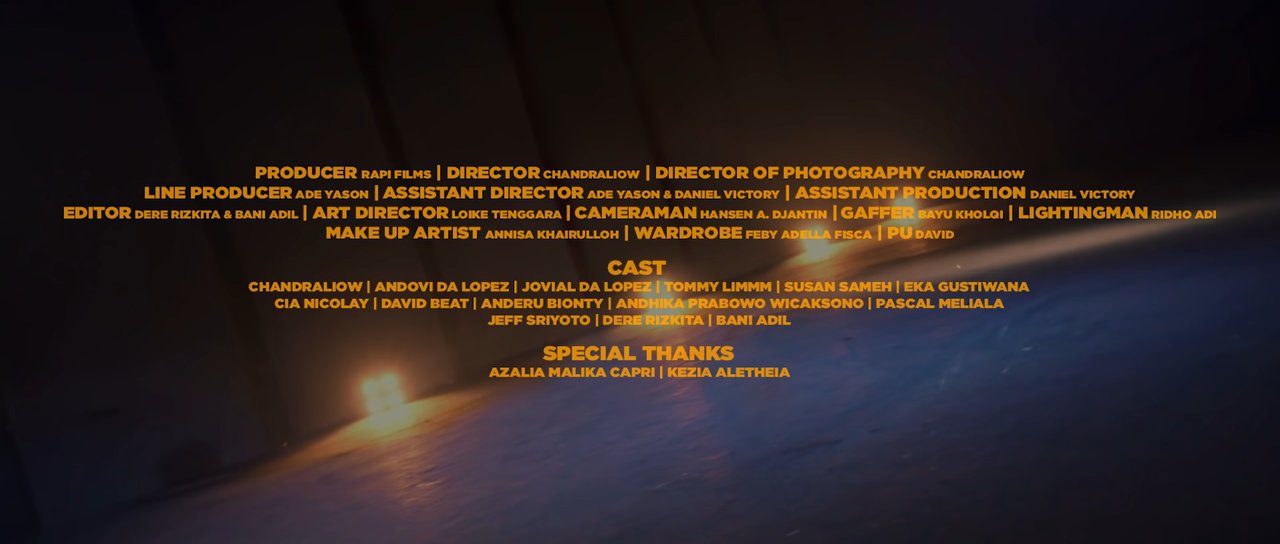 PRODUCER RAPI FILMS | DIRECTOR CHANDRALIOW | DIRECTOR OF PHOTOGRAPHY CHANDRALIOW
LINE PRODUCER ADE YASON | ASSISTANT DIRECTOR ADE YASON & DANIEL VICTORY | ASSISTANT PRODUCTION DANIEL VICTORY
EDITOR DERE RIZKITA & BANI ADIL | ART DIRECTOR LOIKE TENGGARA | CAMERAMAN HANSEN A. DJANTIN | GAFFER BAYU KHOLQI | LIGHTINGMAN RIDHO ADI
MAKE UP ARTIST ANNISA KHAIRULLOH | WARDROBE FEBY ADELLA FISCA | PU DAVID
CAST
CHANDRALIOW | ANDOVI DA LOPEZ | JOVIAL DA LOPEZ | TOMMY LIMMM | SUSAN SAMEH | EKA GUSTIWANA
CIA NICOLAY | DAVID BEAT | ANDERU BIONTY | ANDHIKA PRABOWO WICAKSONO | PASCAL MELIALA
JEFF SRIYOTO | DERE RIZKITA | BANI ADIL
SPECIAL THANKS
AZALIA MALIKA CAPRI | KEZIA ALETHEIA